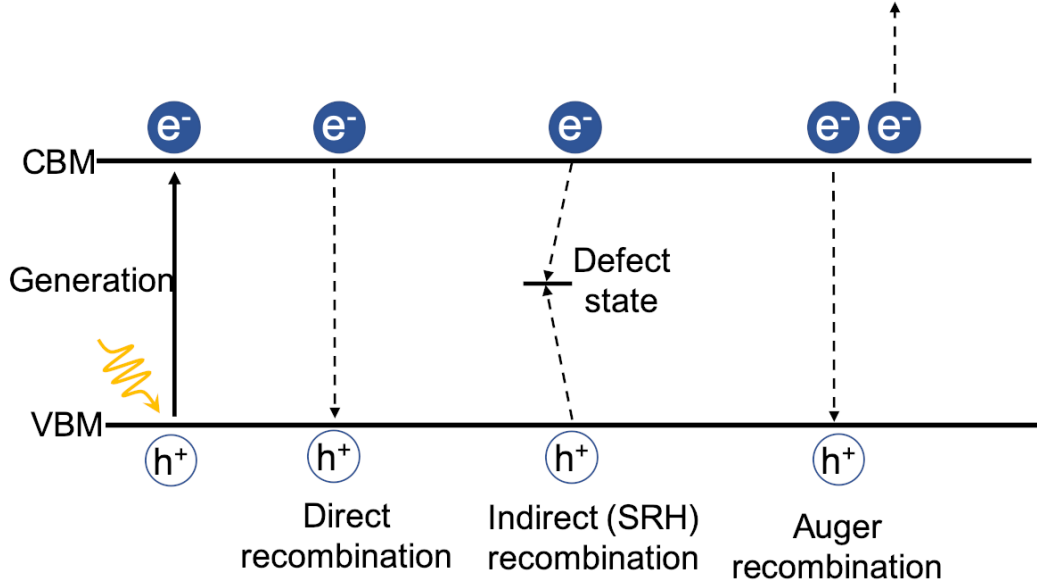 e⁻ e⁻ e⁻ e⁻ e⁻
CBM
Generation
Defect
state
VBM
h⁺ h⁺ h⁺ h⁺
Direct
recombination
Indirect (SRH)
recombination
Auger
recombination